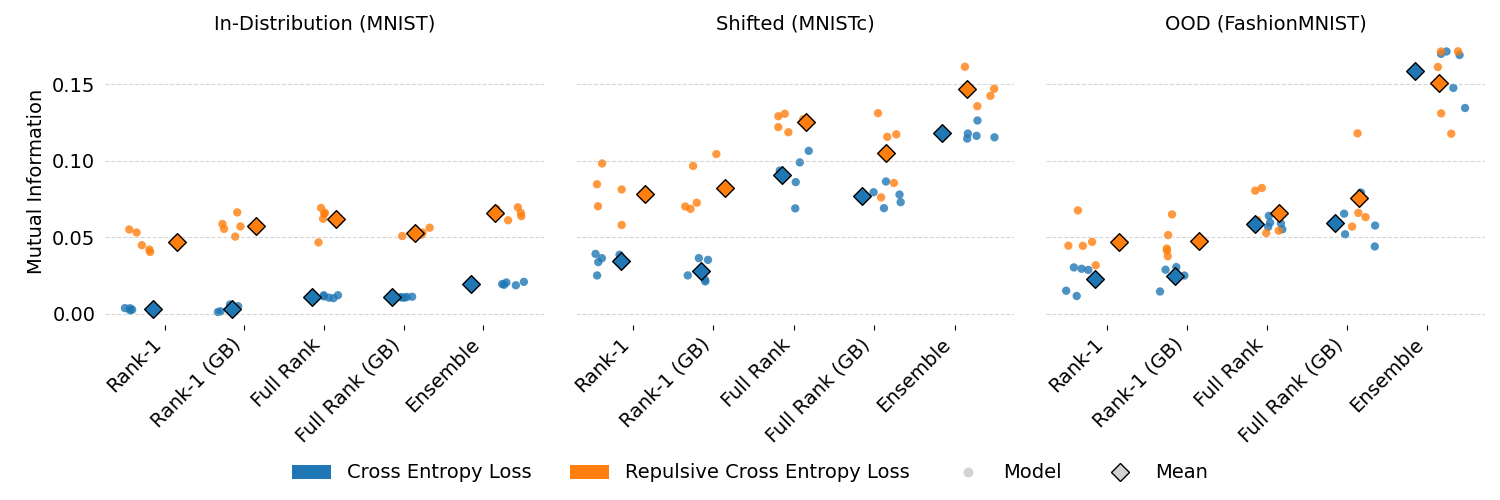 In-Distribution (MNIST)
Shifted (MNISTc)
OOD (FashionMNIST)
Mutual Information
0.15
0.10
0.05
0.00
Rank-1
Rank-1 (GB)
Full Rank
Full Rank (GB)
Ensemble
Rank-1
Rank-1 (GB)
Full Rank
Full Rank (GB)
Ensemble
Rank-1
Rank-1 (GB)
Full Rank
Full Rank (GB)
Ensemble
Cross Entropy Loss
Repulsive Cross Entropy Loss
Model
Mean